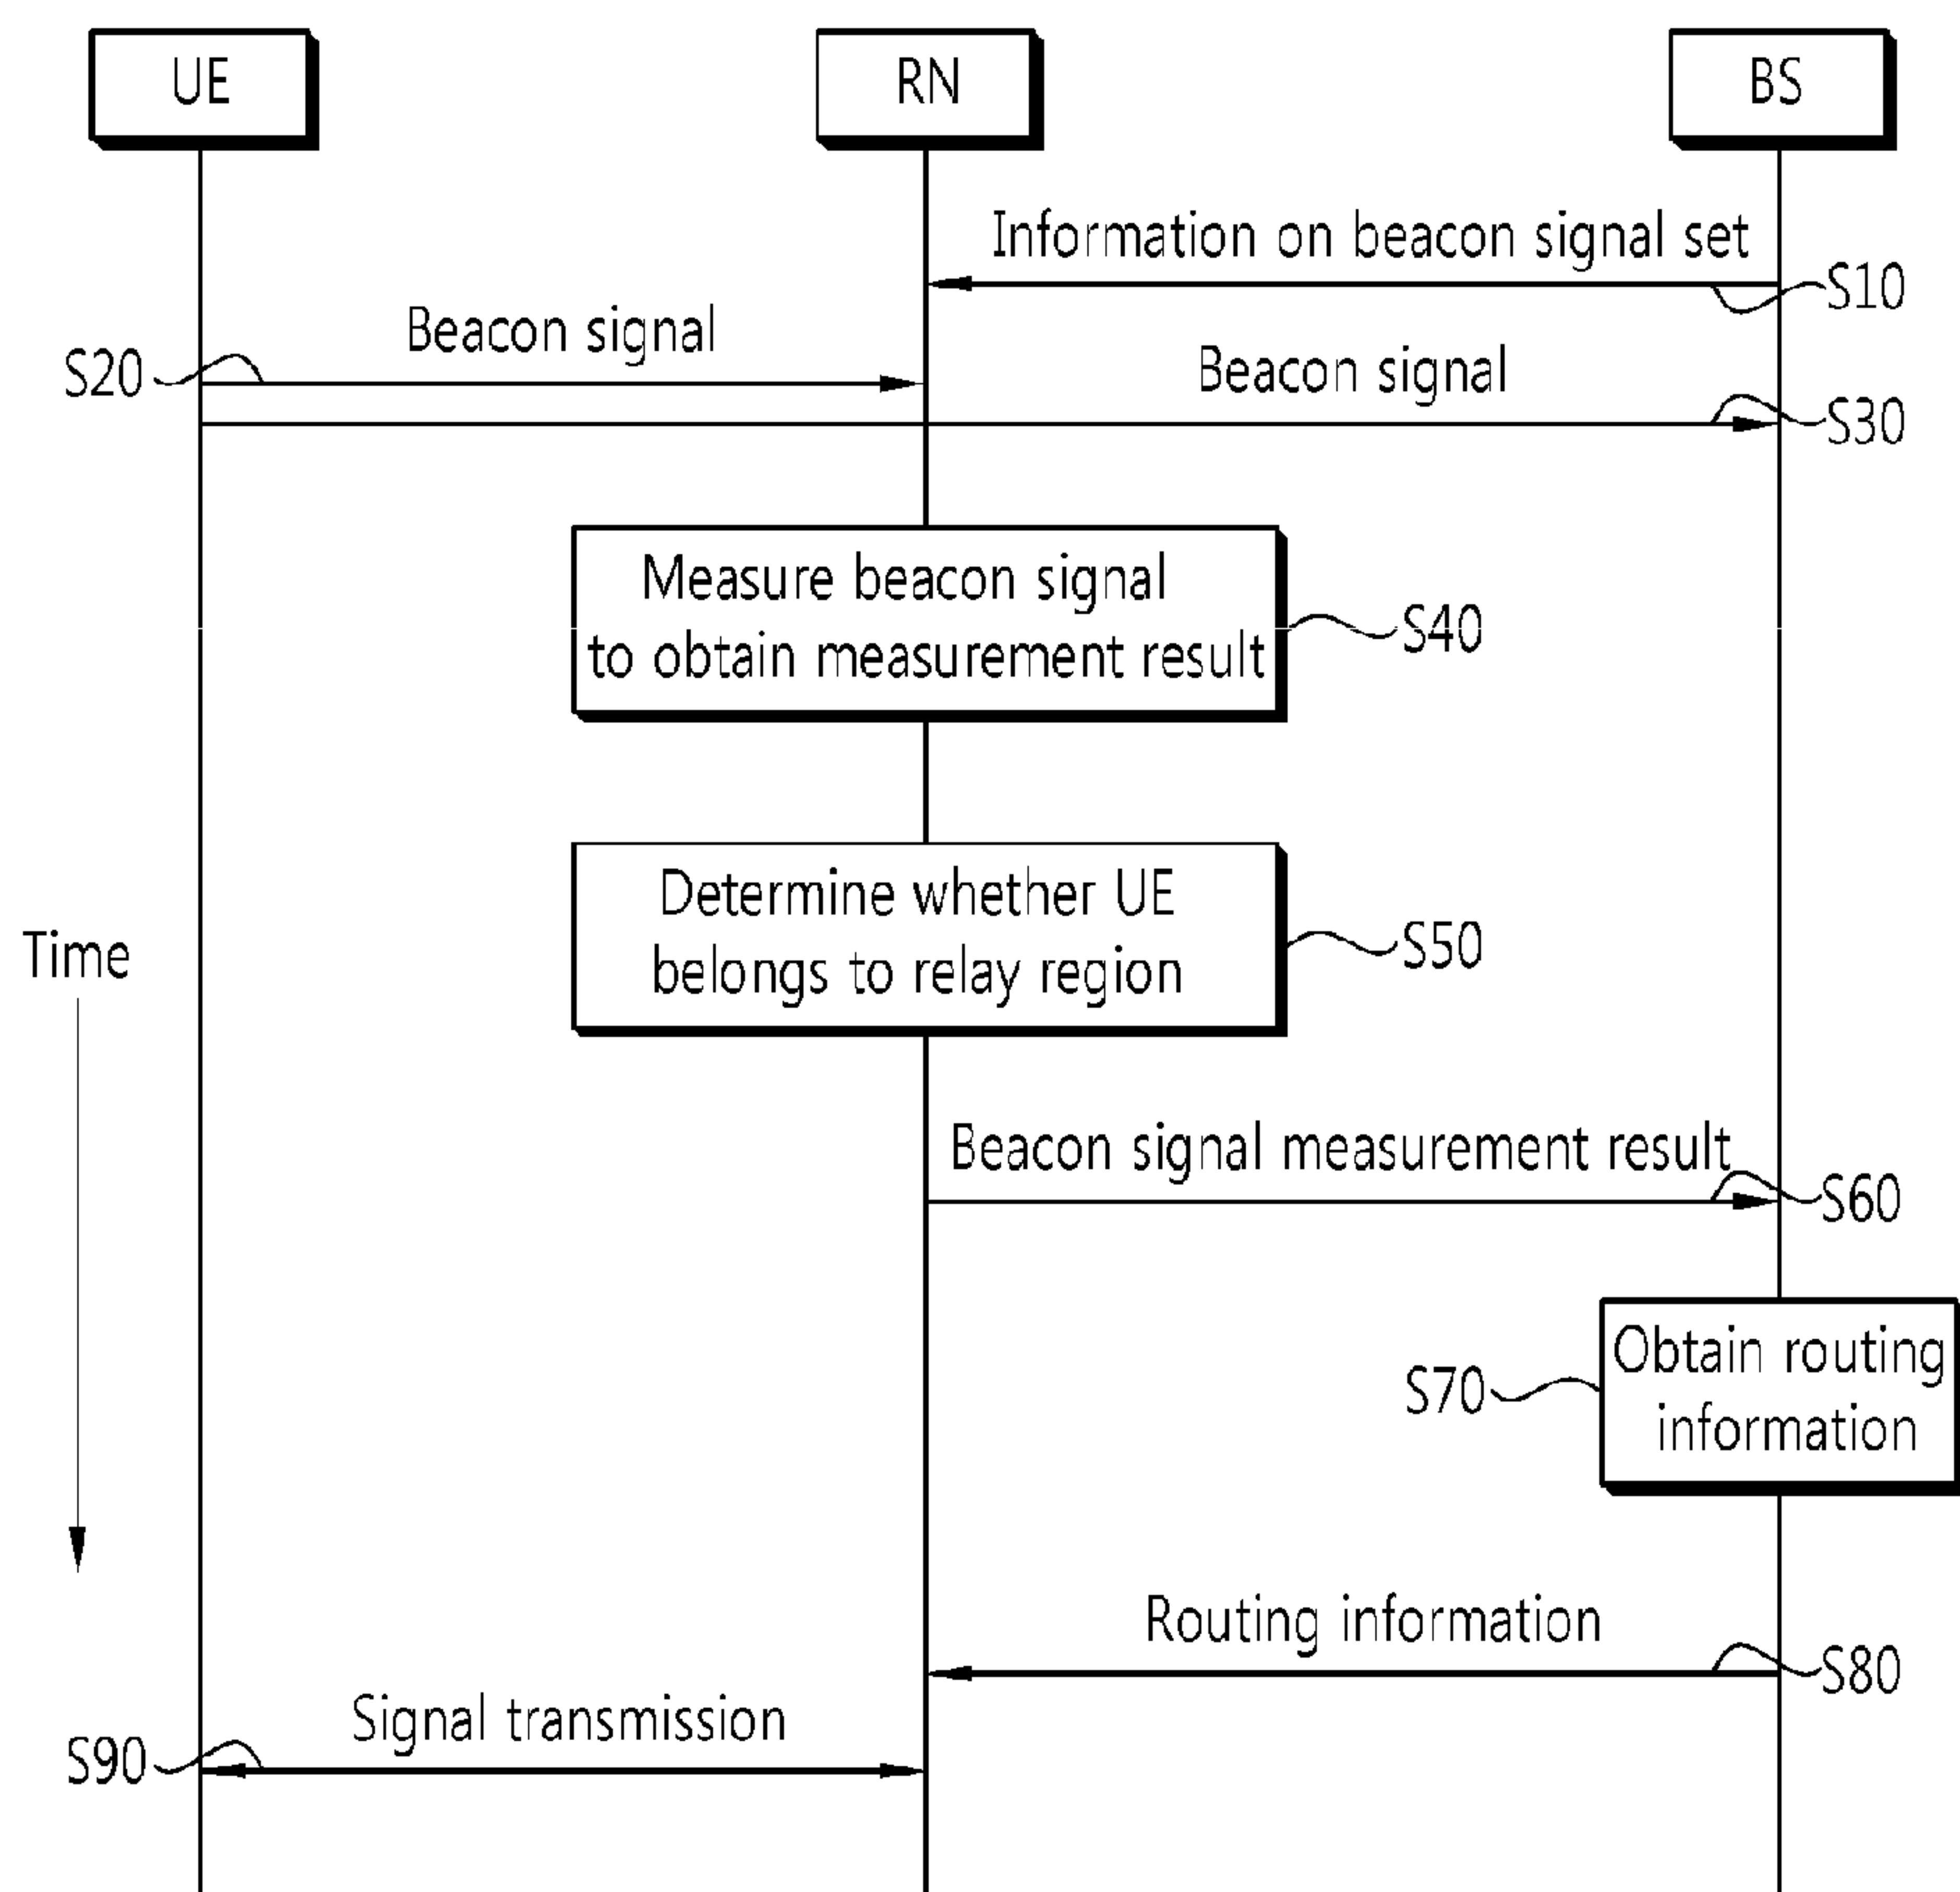 UE
RN
BS
Information on beacon signal set
S10
Beacon signal
S20
Beacon signal
S30
Measure beacon signal
to obtain measurement result
S40
Determine whether UE
belongs to relay region
S50
Time
Beacon signal measurement result
S60
Obtain routing
information
S70
Routing information
S80
Signal transmission
S90